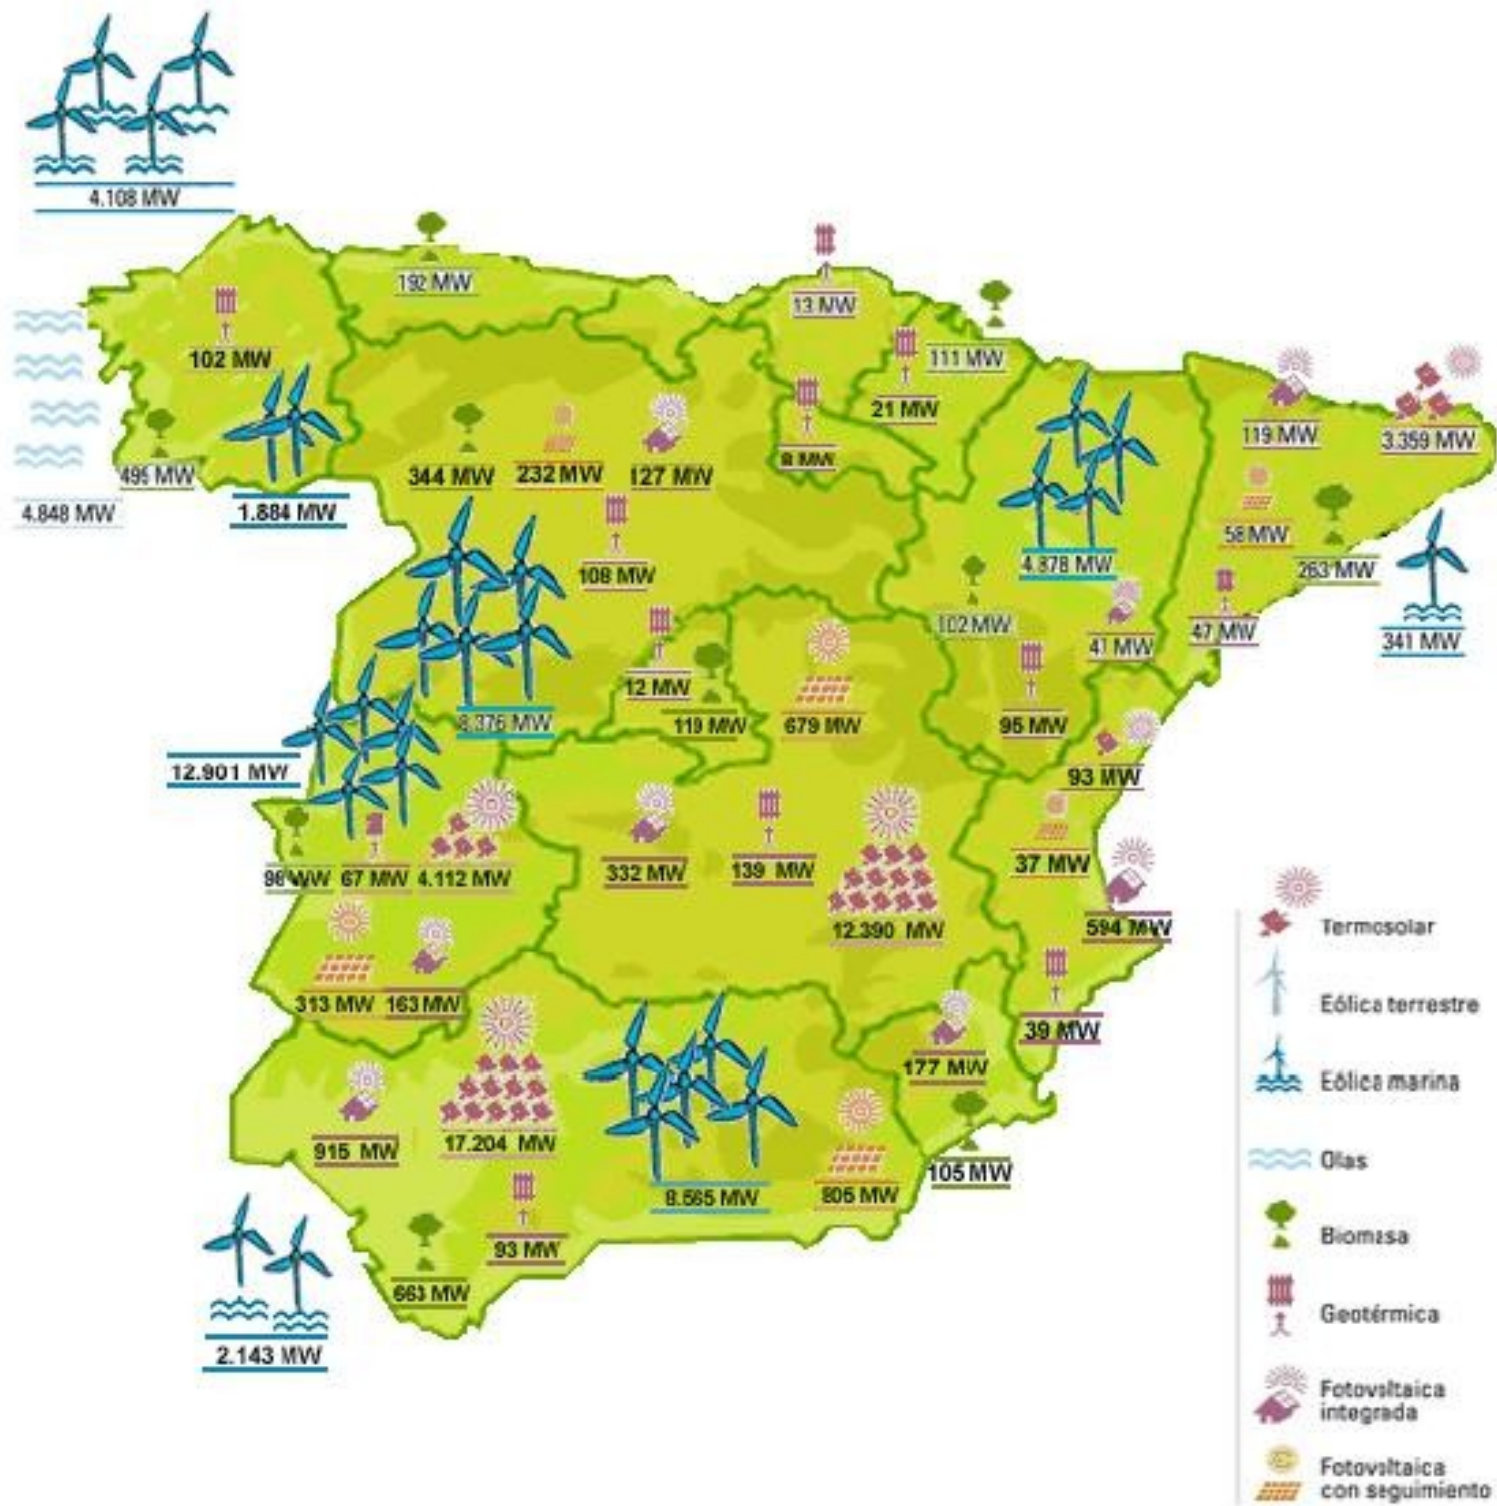 4.108 MW
192 MW
13 MW
102 MW
111 MW
21 MW
119 MW
3.359 MW
495 MW
344 MW
232 MW
127 MW
8 MW
4.848 MW
1.884 MW
58 MW
4.878 MW
263 MW
108 MW
102 MW
47 MW
47 MW
341 MW
12 MW
8.376 MW
119 MW
679 MW
95 MW
12.901 MW
93 MW
98 MW
67 MW
4.112 MW
332 MW
139 MW
37 MW
12.390 MW
594 MW
313 MW
163 MW
39 MW
177 MW
915 MW
17.204 MW
8.565 MW
805 MW
105 MW
93 MW
663 MW
2.143 MW
Termosolar
Eólica terrestre
Eólica marina
Olas
Biomasa
Geotérmica
Fotovoltaica
integrada
Fotovoltaica
con seguimiento